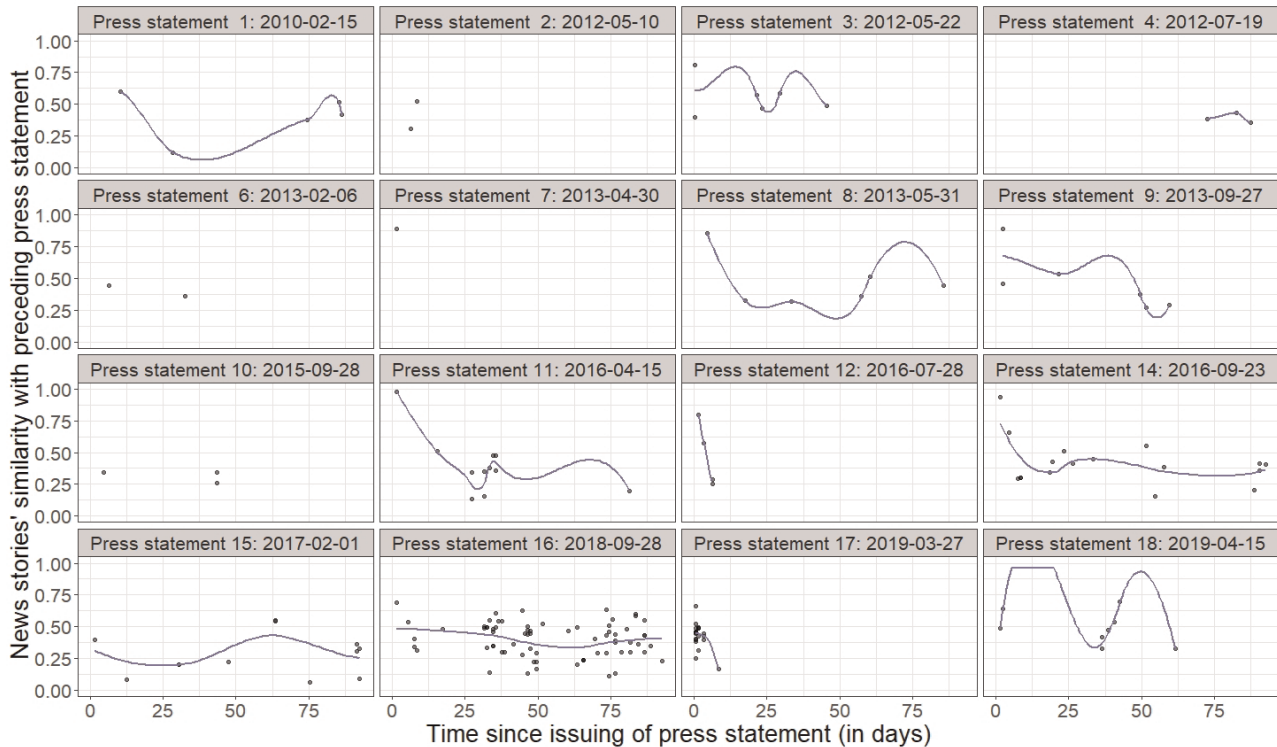 News stories' similarity with preceding press statement
Press statement 1: 2010-02-15
Press statement 2: 2012-05-10
Press statement 3: 2012-05-22
Press statement 4: 2012-07-19
1.00
0.75
0.50
0.25
0.00
Press statement 6: 2013-02-06
Press statement 7: 2013-04-30
Press statement 8: 2013-05-31
Press statement 9: 2013-09-27
1.00
0.75
0.50
0.25
0.00
Press statement 10: 2015-09-28
Press statement 11: 2016-04-15
Press statement 12: 2016-07-28
Press statement 14: 2016-09-23
1.00
0.75
0.50
0.25
0.00
Press statement 15: 2017-02-01
Press statement 16: 2018-09-28
Press statement 17: 2019-03-27
Press statement 18: 2019-04-15
1.00
0.75
0.50
0.25
0.00
0 25 50 75 0 25 50 75 0 25 50 75 0 25 50 75
Time since issuing of press statement (in days)